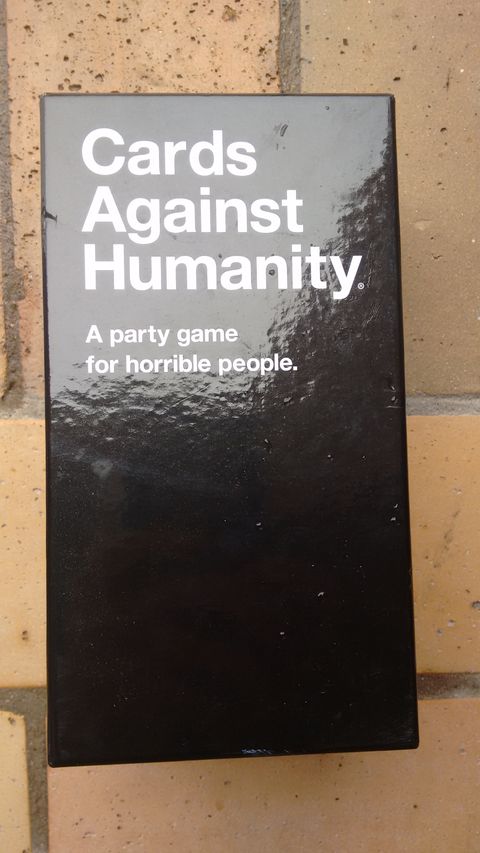 Cards
Against
Humanity®
A party game
for horrible people.